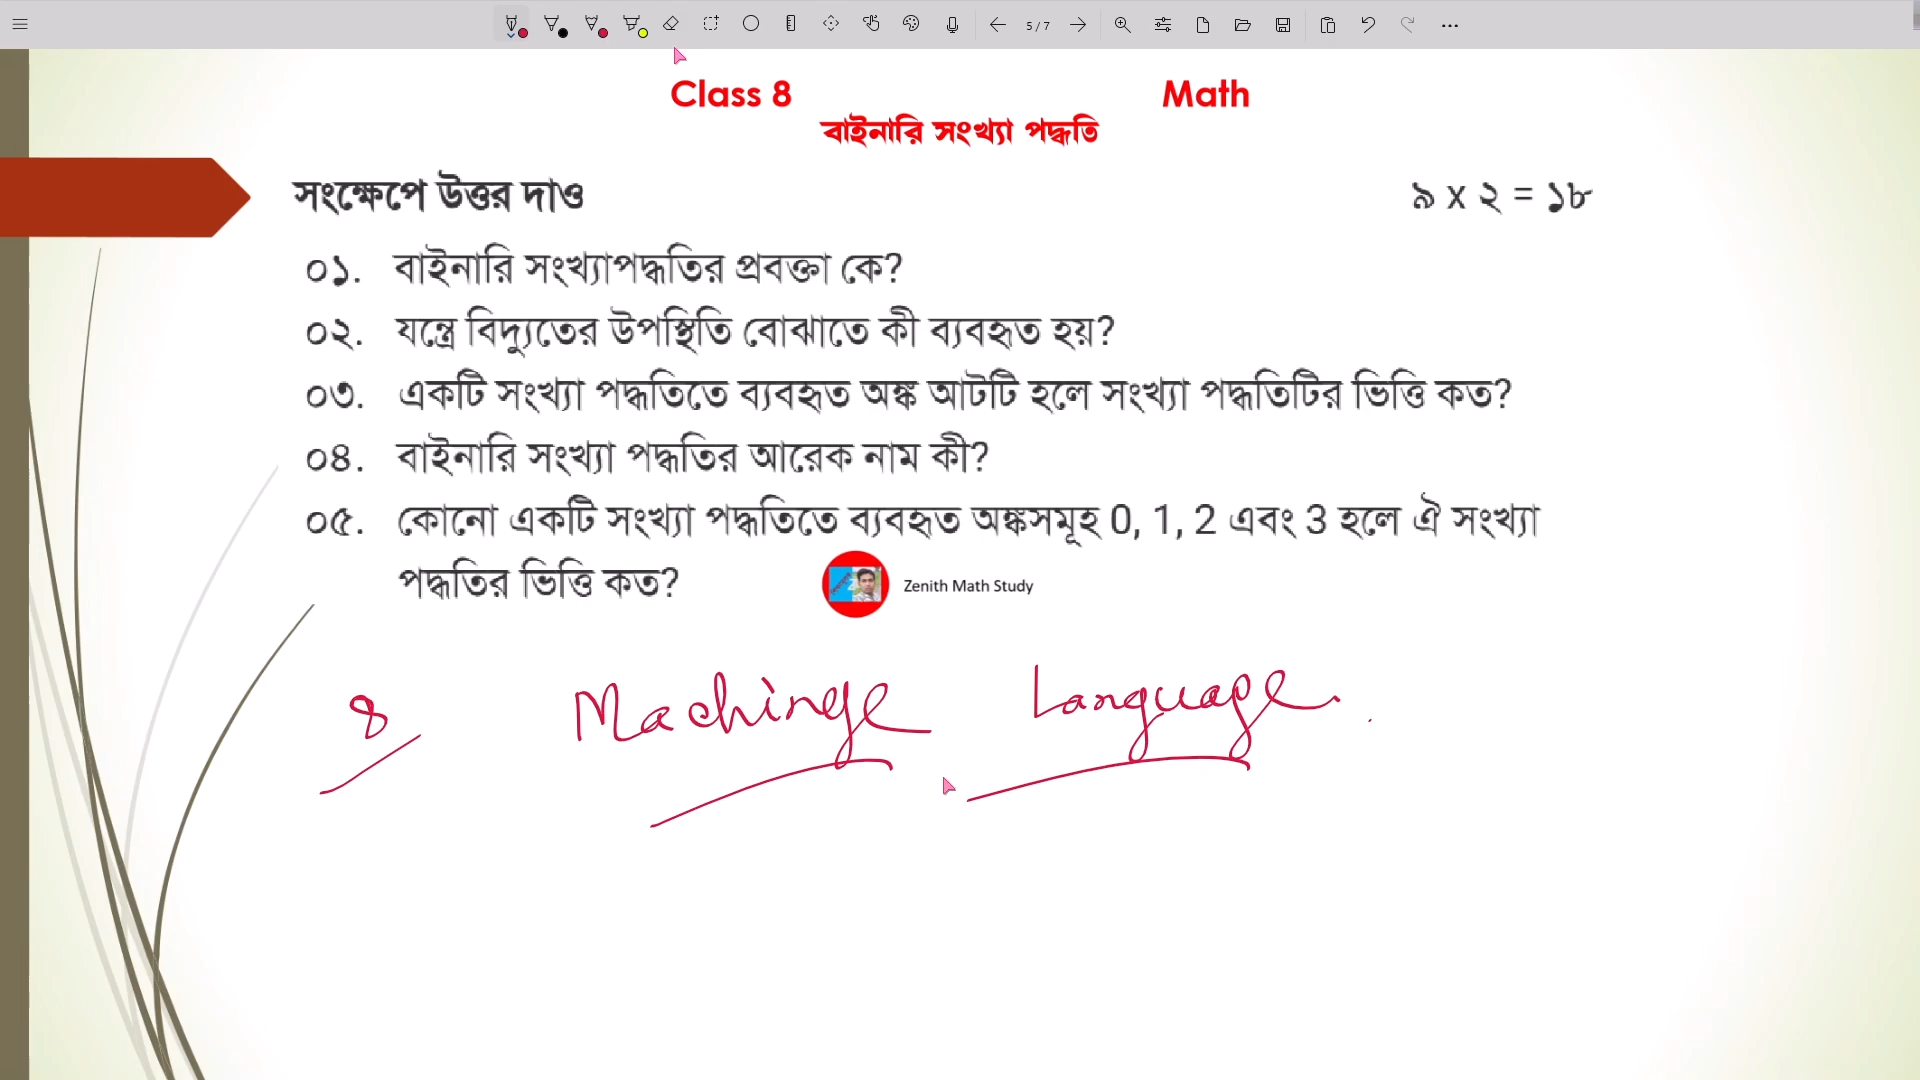 5 / 7
Class 8 Math
বাইনারি সংখ্যা পদ্ধতি
সংক্ষেপে উত্তর দাও ৯ x ২ = ১৮
০১. বাইনারি সংখ্যাপদ্ধতির প্রবক্তা কে?
০২. যন্ত্রে বিদ্যুতের উপস্থিতি বোঝাতে কী ব্যবহৃত হয়?
০৩. একটি সংখ্যা পদ্ধতিতে ব্যবহৃত অঙ্ক আটটি হলে সংখ্যা পদ্ধতিটির ভিত্তি কত?
০৪. বাইনারি সংখ্যা পদ্ধতির আরেক নাম কী?
০৫. কোনো একটি সংখ্যা পদ্ধতিতে ব্যবহৃত অঙ্কসমূহ 0, 1, 2 এবং 3 হলে ঐ সংখ্যা
পদ্ধতির ভিত্তি কত?
Zenith Math Study
৪ Machinge Language.